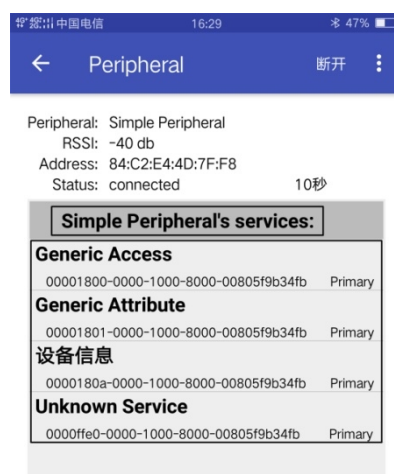 中国电信 16:29 47%
Peripheral 断开
Peripheral: Simple Peripheral
RSSI: -40 db
Address: 84:C2:E4:4D:7F:F8
Status: connected 10秒
Simple Peripheral's services:
Generic Access
00001800-0000-1000-8000-00805f9b34fb Primary
Generic Attribute
00001801-0000-1000-8000-00805f9b34fb Primary
设备信息
0000180a-0000-1000-8000-00805f9b34fb Primary
Unknown Service
0000ffe0-0000-1000-8000-00805f9b34fb Primary